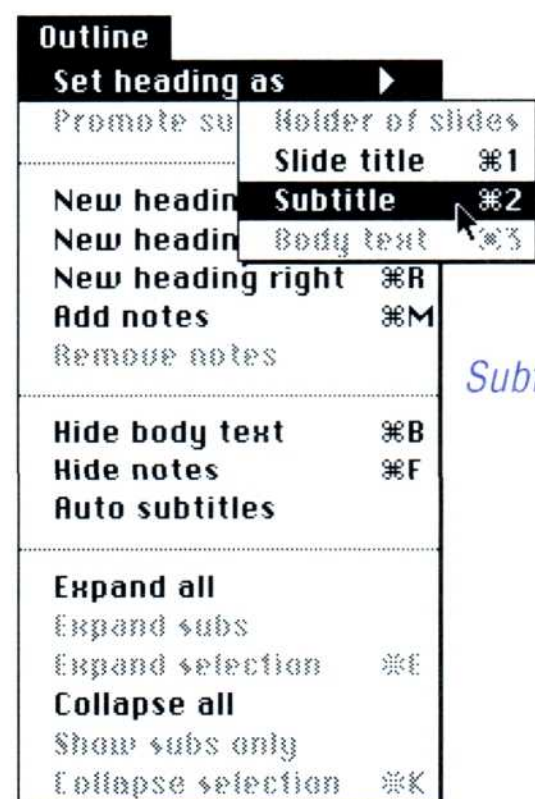 Outline
Set heading as
Promote su
Holder of slides
Slide title ⌘1
Subtitle ⌘2
Body text ⌘3
New headin
New headin
New heading right ⌘R
Add notes ⌘M
Remove notes
Subt
Hide body text ⌘B
Hide notes ⌘F
Auto subtitles
Expand all
Expand subs
Expand selection ⌘E
Collapse all
Show subs only
Collapse selection ⌘K